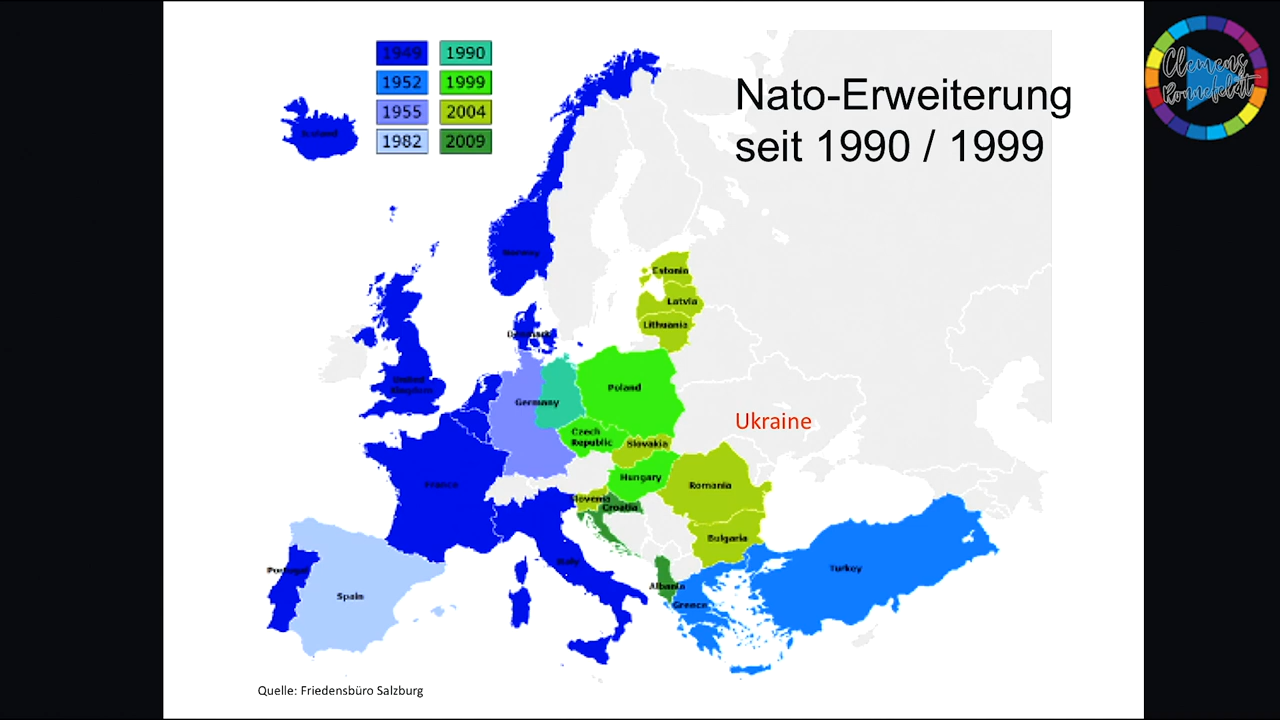 1949
1990
1952
1999
1955
2004
1982
2009
Nato-Erweiterung
seit 1990 / 1999
Clemens
Ronnefeldt
Iceland
Norway
Estonia
Latvia
Lithuania
Denmark
United
Kingdom
Germany
Poland
Ukraine
Czech
Republic
Slovakia
France
Hungary
Romania
Slovenia
Croatia
Bulgaria
Italy
Portugal
Spain
Albania
Greece
Turkey
Quelle: Friedensbüro Salzburg